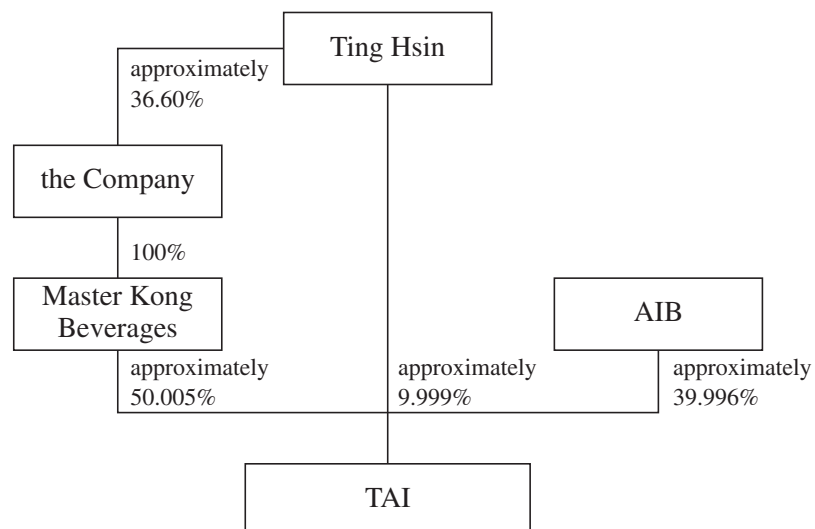 Ting Hsin
approximately
36.60%
the Company
100%
Master Kong
Beverages
AIB
approximately
50.005%
approximately
9.999%
approximately
39.996%
TAI